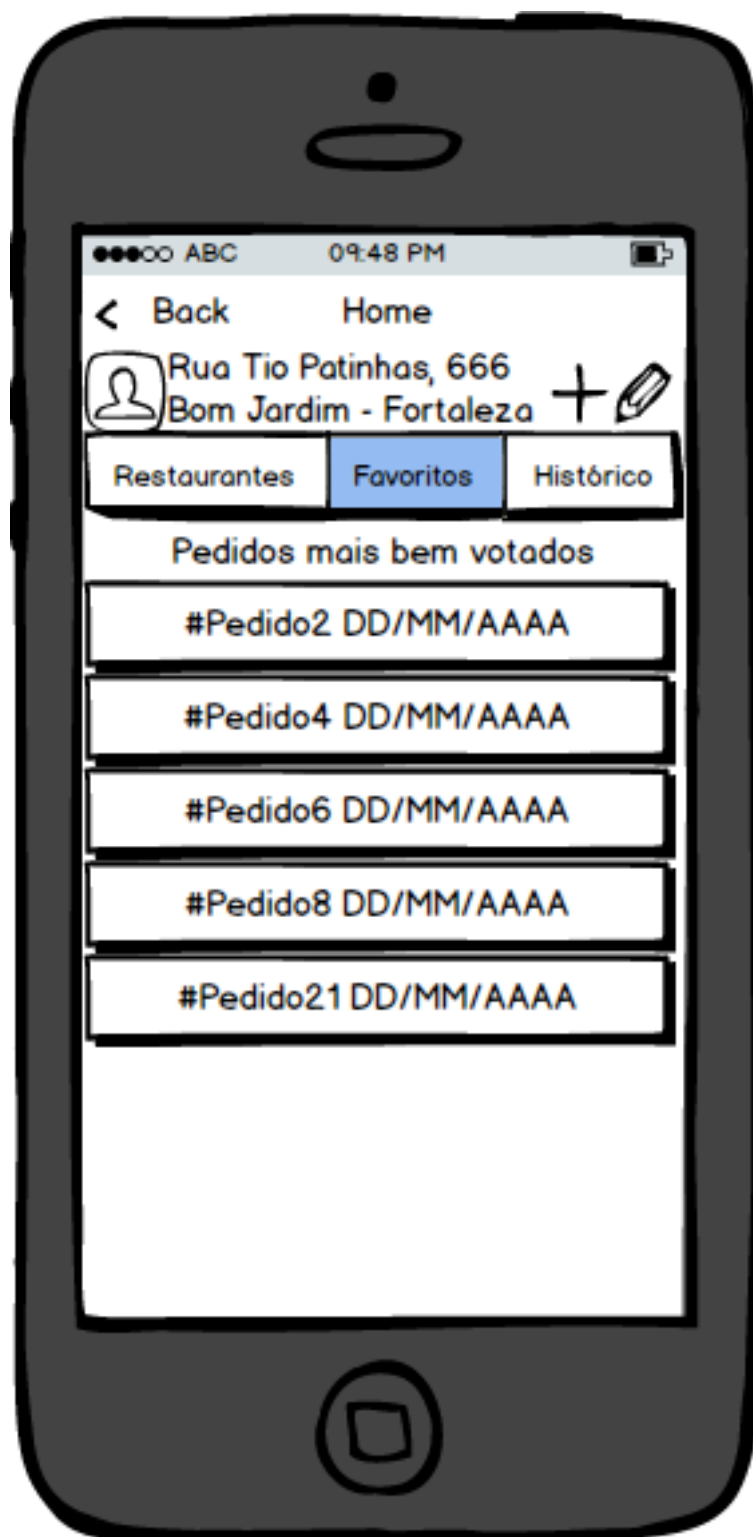 ABC 09:48 PM
< Back Home
Rua Tio Patinhas, 666
Bom Jardim - Fortaleza
Restaurantes Favoritos Histórico
Pedidos mais bem votados
#Pedido2 DD/MM/AAAA
#Pedido4 DD/MM/AAAA
#Pedido6 DD/MM/AAAA
#Pedido8 DD/MM/AAAA
#Pedido21 DD/MM/AAAA